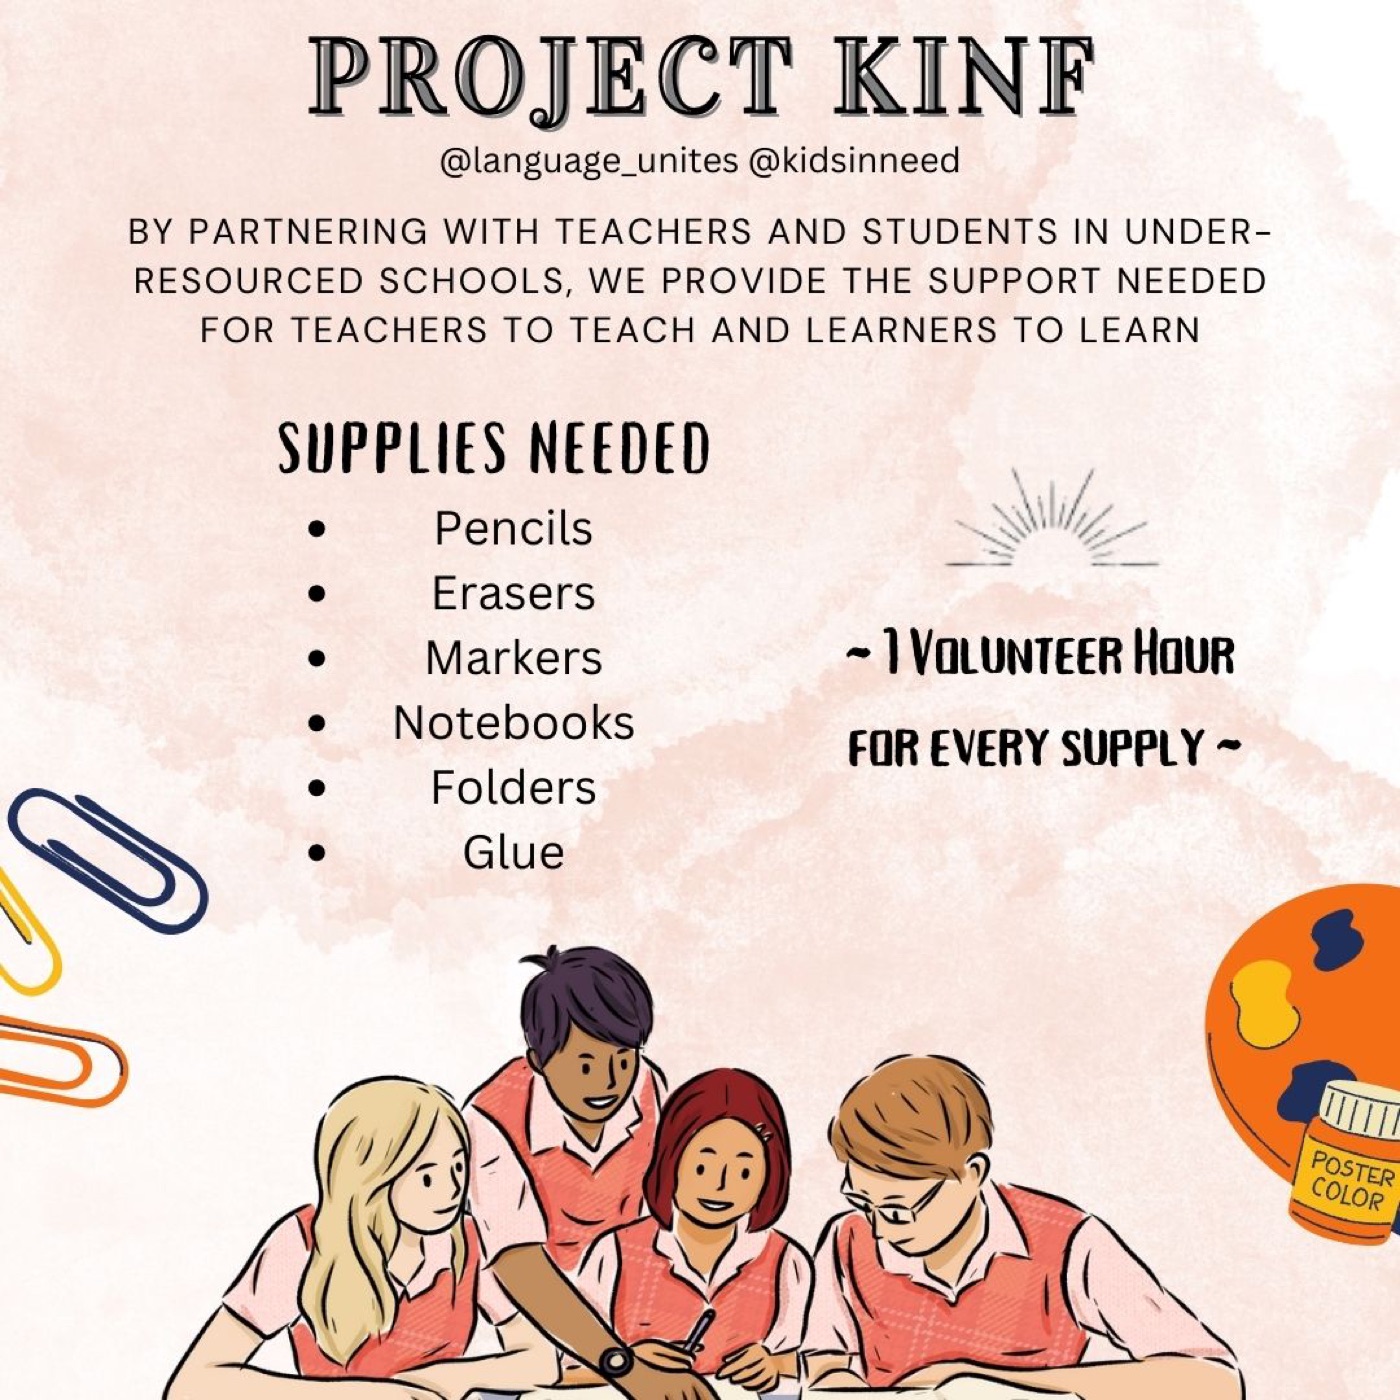 PROJECT KINF
@language_unites @kidsinneed
BY PARTNERING WITH TEACHERS AND STUDENTS IN UNDER-
RESOURCED SCHOOLS, WE PROVIDE THE SUPPORT NEEDED
FOR TEACHERS TO TEACH AND LEARNERS TO LEARN
SUPPLIES NEEDED
• Pencils
• Erasers
• Markers
• Notebooks
• Folders
• Glue
~ 1 VOLUNTEER HOUR
FOR EVERY SUPPLY ~
POSTER
COLOR